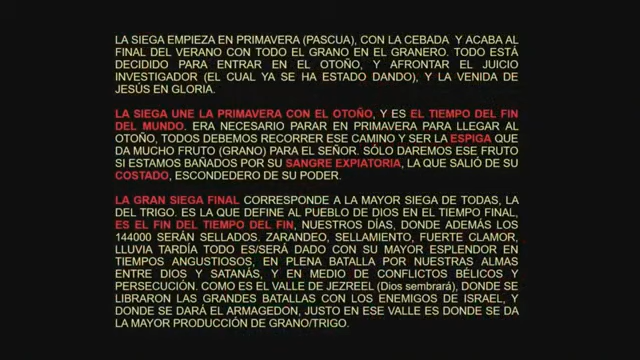 LA SIEGA EMPIEZA EN PRIMAVERA (PASCUA), CON LA CEBADA Y ACABA AL
FINAL DEL VERANO CON TODO EL GRANO EN EL GRANERO. TODO ESTÁ
DECIDIDO PARA ENTRAR EN EL OTOÑO, Y AFRONTAR EL JUICIO
INVESTIGADOR (EL CUAL YA SE HA ESTADO DANDO), Y LA VENIDA DE
JESÚS EN GLORIA.
LA SIEGA UNE LA PRIMAVERA CON EL OTOÑO, Y ES EL TIEMPO DEL FIN
DEL MUNDO. ERA NECESARIO PARAR EN PRIMAVERA PARA LLEGAR AL
OTOÑO, TODOS DEBEMOS RECORRER ESE CAMINO Y SER LA ESPIGA QUE
DA MUCHO FRUTO (GRANO) PARA EL SEÑOR. SÓLO DAREMOS ESE FRUTO
SI ESTAMOS BAÑADOS POR SU SANGRE EXPIATORIA, LA QUE SALIÓ DE SU
COSTADO, ESCONDEDERO DE SU PODER.
LA GRAN SIEGA FINAL CORRESPONDE A LA MAYOR SIEGA DE TODAS, LA
DEL TRIGO. ES LA QUE DEFINE AL PUEBLO DE DIOS EN EL TIEMPO FINAL,
ES EL FIN DEL TIEMPO DEL FIN, NUESTROS DÍAS, DONDE ADEMÁS LOS
144000 SERÁN SELLADOS. ZARANDEO, SELLAMIENTO, FUERTE CLAMOR,
LLUVIA TARDÍA TODO ES/SERÁ DADO CON SU MAYOR ESPLENDOR EN
TIEMPOS ANGUSTIOSOS, EN PLENA BATALLA POR NUESTRAS ALMAS
ENTRE DIOS Y SATANÁS, Y EN MEDIO DE CONFLICTOS BÉLICOS Y
PERSECUCIÓN. COMO ES EL VALLE DE JEZREEL (Dios sembrará), DONDE SE
LIBRARON LAS GRANDES BATALLAS CON LOS ENEMIGOS DE ISRAEL, Y
DONDE SE DARÁ EL ARMAGEDON, JUSTO EN ESE VALLE ES DONDE SE DA
LA MAYOR PRODUCCIÓN DE GRANO/TRIGO.